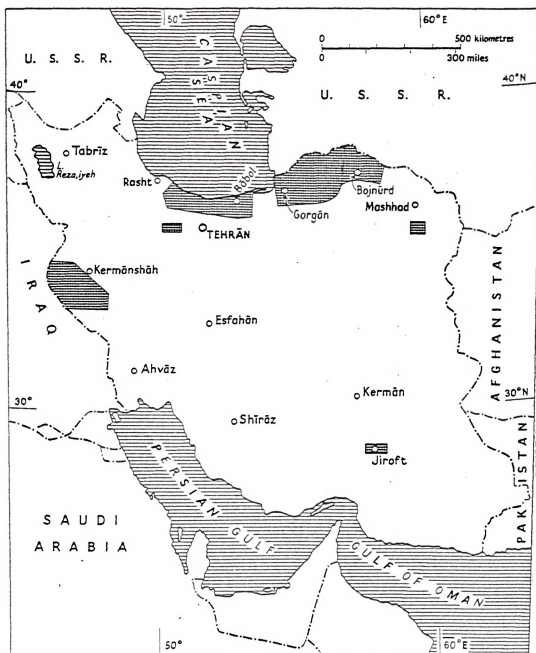 50°
60°E
0 500 kilometres
0 300 miles
U. S. S. R.
CASPIAN
SEA
U. S. S. R.
40°
40°N
Tabrīz
L.
Reza,iyeh
Rasht
Bābol
Gorgān
Bojnūrd
Mashhad
TEHRĀN
IRAQ
Kermānshāh
AFGHANISTAN
Esfahān
Ahvāz
Kermān
30°
30°N
Shīrāz
Jiroft
PERSIAN GULF
PAKISTAN
SAUDI
ARABIA
GULF OF OMAN
50°
60°E